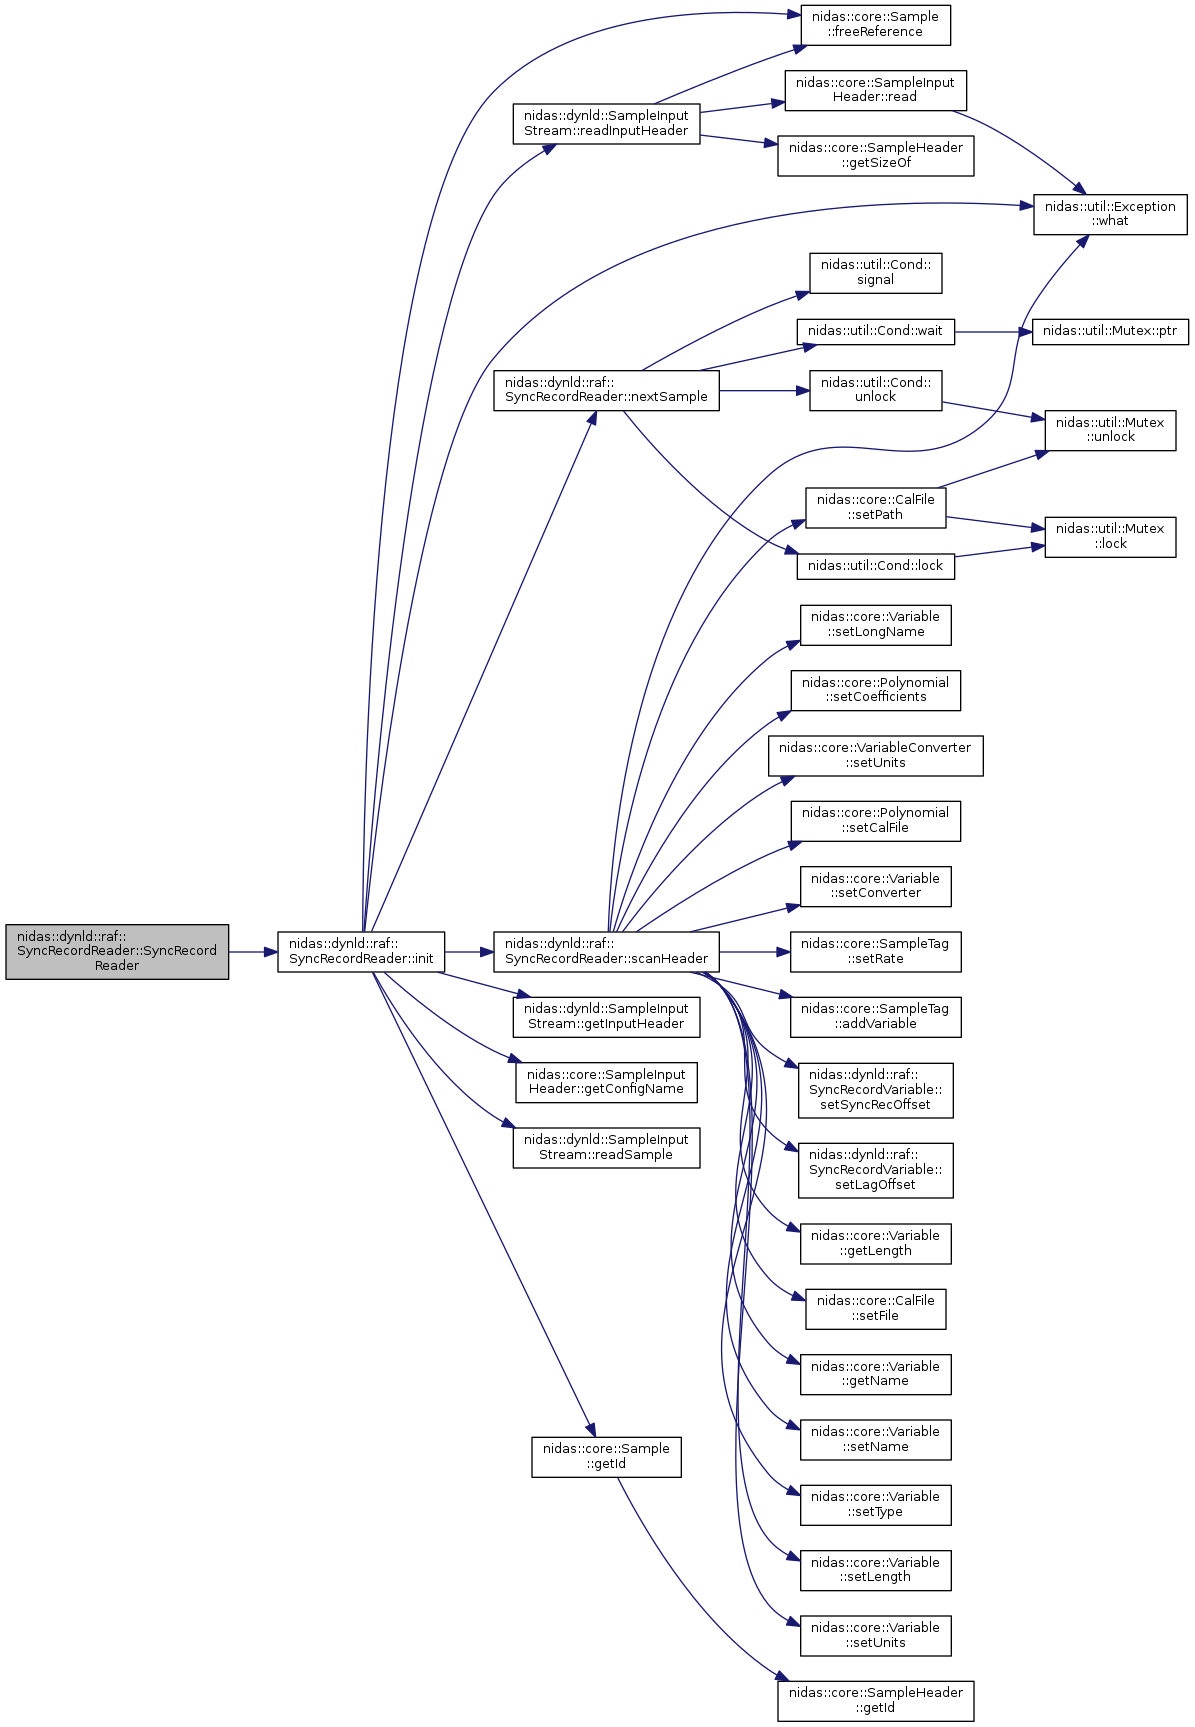 nidas::core::Sample
::freeReference
nidas::core::SampleInput
Header::read
nidas::dynld::SampleInput
Stream::readInputHeader
nidas::core::SampleHeader
::getSizeOf
nidas::util::Exception
::what
nidas::util::Cond::
signal
nidas::util::Cond::wait
nidas::util::Mutex::ptr
nidas::dynld::raf::
SyncRecordReader::nextSample
nidas::util::Cond::
unlock
nidas::util::Mutex
::unlock
nidas::core::CalFile
::setPath
nidas::util::Mutex
::lock
nidas::util::Cond::lock
nidas::core::Variable
::setLongName
nidas::core::Polynomial
::setCoefficients
nidas::core::VariableConverter
::setUnits
nidas::core::Polynomial
::setCalFile
nidas::core::Variable
::setConverter
nidas::dynld::raf::
SyncRecordReader::SyncRecord
Reader
nidas::dynld::raf::
SyncRecordReader::init
nidas::dynld::raf::
SyncRecordReader::scanHeader
nidas::core::SampleTag
::setRate
nidas::dynld::SampleInput
Stream::getInputHeader
nidas::core::SampleTag
::addVariable
nidas::core::SampleInput
Header::getConfigName
nidas::dynld::raf::
SyncRecordVariable::
setSyncRecOffset
nidas::dynld::SampleInput
Stream::readSample
nidas::dynld::raf::
SyncRecordVariable::
setLagOffset
nidas::core::Variable
::getLength
nidas::core::CalFile
::setFile
nidas::core::Variable
::getName
nidas::core::Variable
::setName
nidas::core::Sample
::getId
nidas::core::Variable
::setType
nidas::core::Variable
::setLength
nidas::core::Variable
::setUnits
nidas::core::SampleHeader
::getId